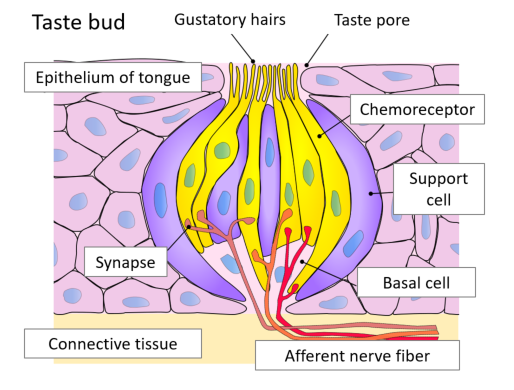 Taste bud
Gustatory hairs
Taste pore
Epithelium of tongue
Chemoreceptor
Support
cell
Synapse
Basal cell
Connective tissue
Afferent nerve fiber